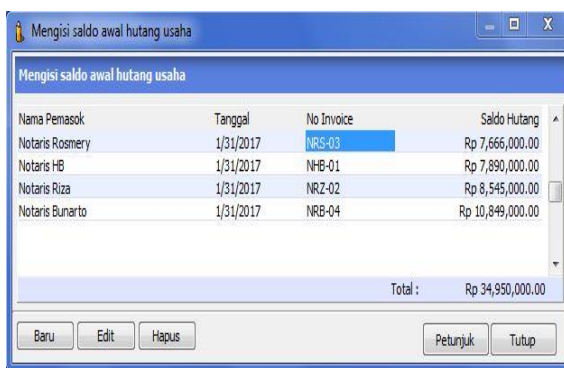 Mengisi saldo awal hutang usaha
Mengisi saldo awal hutang usaha
Nama Pemasok Tanggal No Invoice Saldo Hutang
Notaris Rosmery 1/31/2017 NRS-03 Rp 7,666,000.00
Notaris HB 1/31/2017 NHB-01 Rp 7,890,000.00
Notaris Riza 1/31/2017 NRZ-02 Rp 8,545,000.00
Notaris Bunarto 1/31/2017 NRB-04 Rp 10,849,000.00
Total : Rp 34,950,000.00
Baru Edit Hapus Petunjuk Tutup